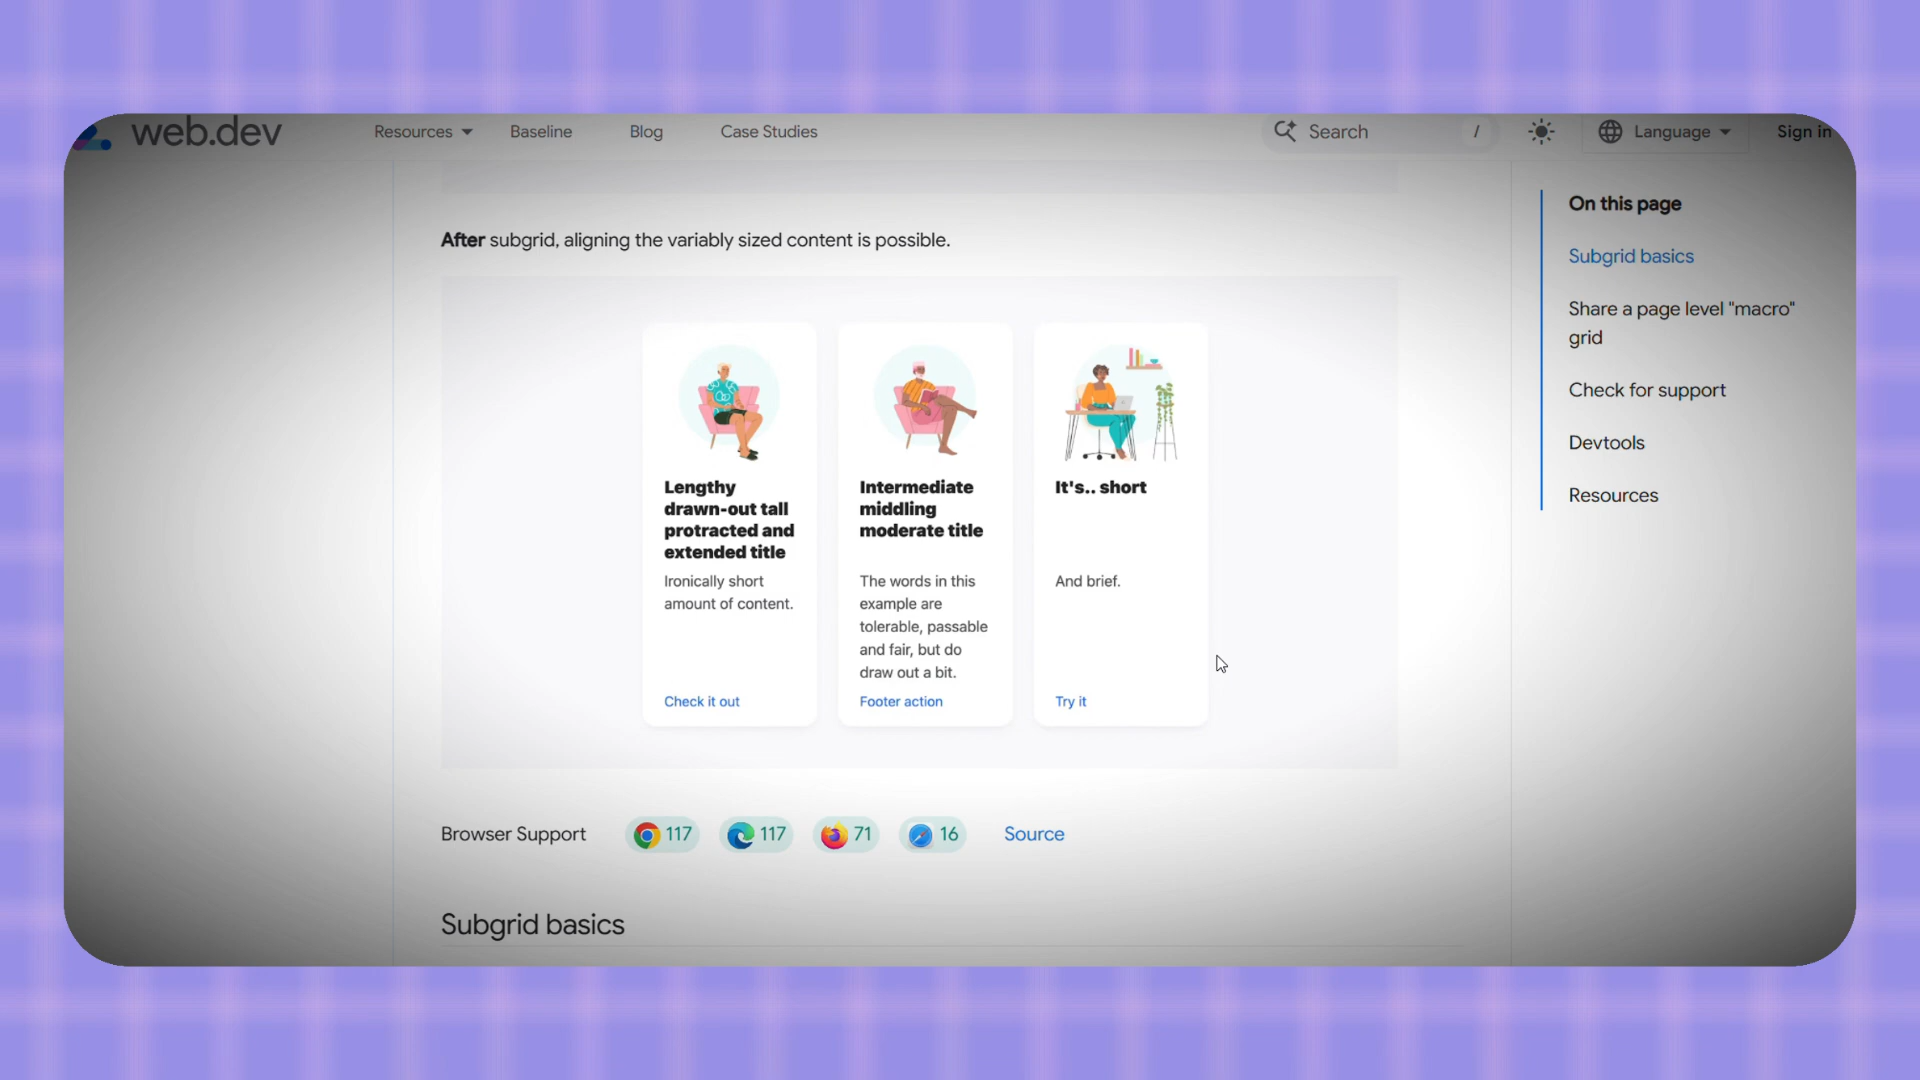 web.dev
Resources
Baseline
Blog
Case Studies
Search
/
Language
Sign in
After subgrid, aligning the variably sized content is possible.
Lengthy
drawn-out tall
protracted and
extended title
Ironically short
amount of content.
Check it out
Intermediate
middling
moderate title
The words in this
example are
tolerable, passable
and fair, but do
draw out a bit.
Footer action
It's.. short
And brief.
Try it
Browser Support
117
117
71
16
Source
Subgrid basics
On this page
Subgrid basics
Share a page level "macro"
grid
Check for support
Devtools
Resources